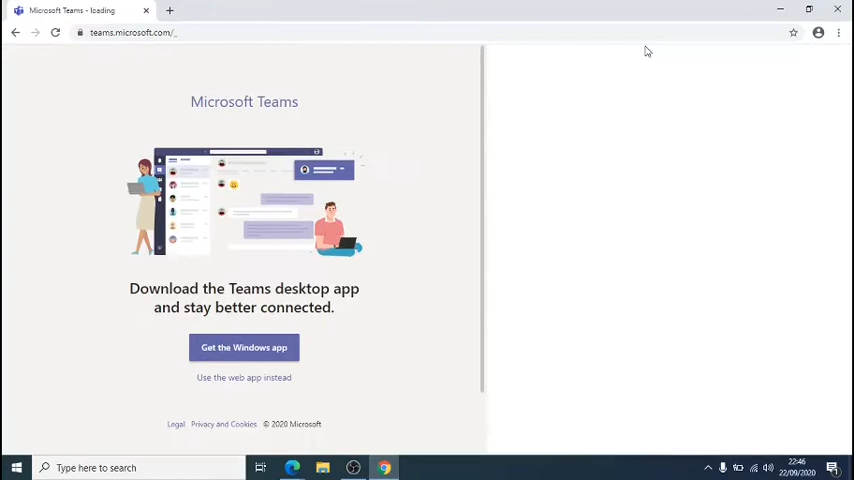 Microsoft Teams - loading
teams.microsoft.com/_
Microsoft Teams
Download the Teams desktop app
and stay better connected.
Get the Windows app
Use the web app instead
Legal Privacy and Cookies © 2020 Microsoft
Type here to search
22:46
22/09/2020